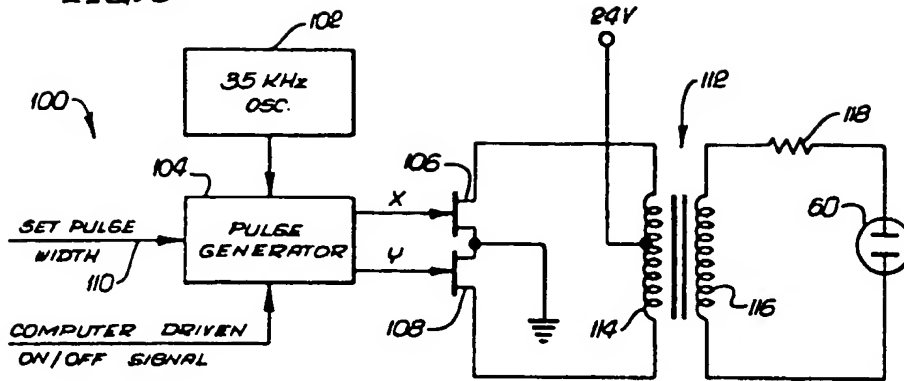 102
24V
35 KHz
OSC.
100
112
118
104
106
X
60
SET PULSE
WIDTH
PULSE
GENERATOR
110
Y
108
114
116
COMPUTER DRIVEN
ON/OFF SIGNAL